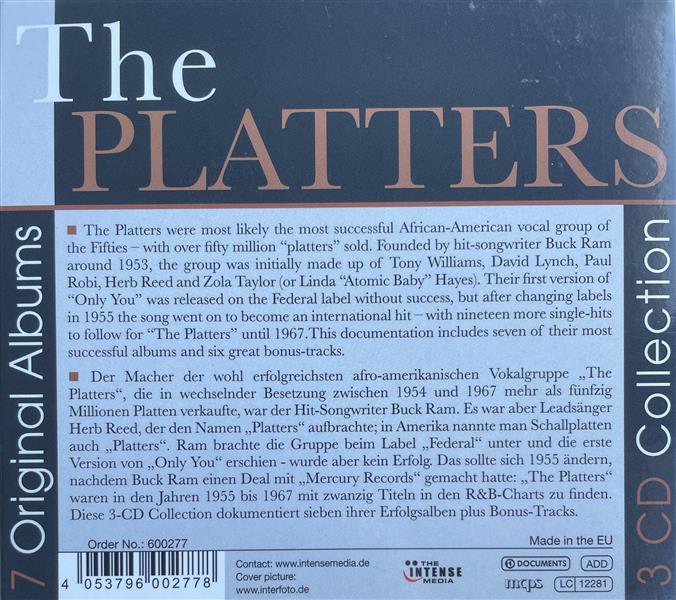 The
PLATTERS
7 Original Albums
3 CD Collection
■ The Platters were most likely the most successful African-American vocal group of
the Fifties – with over fifty million “platters” sold. Founded by hit-songwriter Buck Ram
around 1953, the group was initially made up of Tony Williams, David Lynch, Paul
Robi, Herb Reed and Zola Taylor (or Linda “Atomic Baby” Hayes). Their first version of
“Only You” was released on the Federal label without success, but after changing labels
in 1955 the song went on to become an international hit – with nineteen more single-hits
to follow for “The Platters” until 1967.This documentation includes seven of their most
successful albums and six great bonus-tracks.
■ Der Macher der wohl erfolgreichsten afro-amerikanischen Vokalgruppe „The
Platters”, die in wechselnder Besetzung zwischen 1954 und 1967 mehr als fünfzig
Millionen Platten verkaufte, war der Hit-Songwriter Buck Ram. Es war aber Leadsänger
Herb Reed, der den Namen „Platters” aufbrachte; in Amerika nannte man Schallplatten
auch „Platters”. Ram brachte die Gruppe beim Label „Federal” unter und die erste
Version von „Only You” erschien - wurde aber kein Erfolg. Das sollte sich 1955 ändern,
nachdem Buck Ram einen Deal mit „Mercury Records” gemacht hatte: „The Platters”
waren in den Jahren 1955 bis 1967 mit zwanzig Titeln in den R&B-Charts zu finden.
Diese 3-CD Collection dokumentiert sieben ihrer Erfolgsalben plus Bonus-Tracks.
Order No.: 600277
Made in the EU
4 053796 002778
Contact: www.intensemedia.de
Cover picture:
www.interfoto.de
THE
INTENSE
MEDIA
DOCUMENTS
ADD
mcps
LC 12281